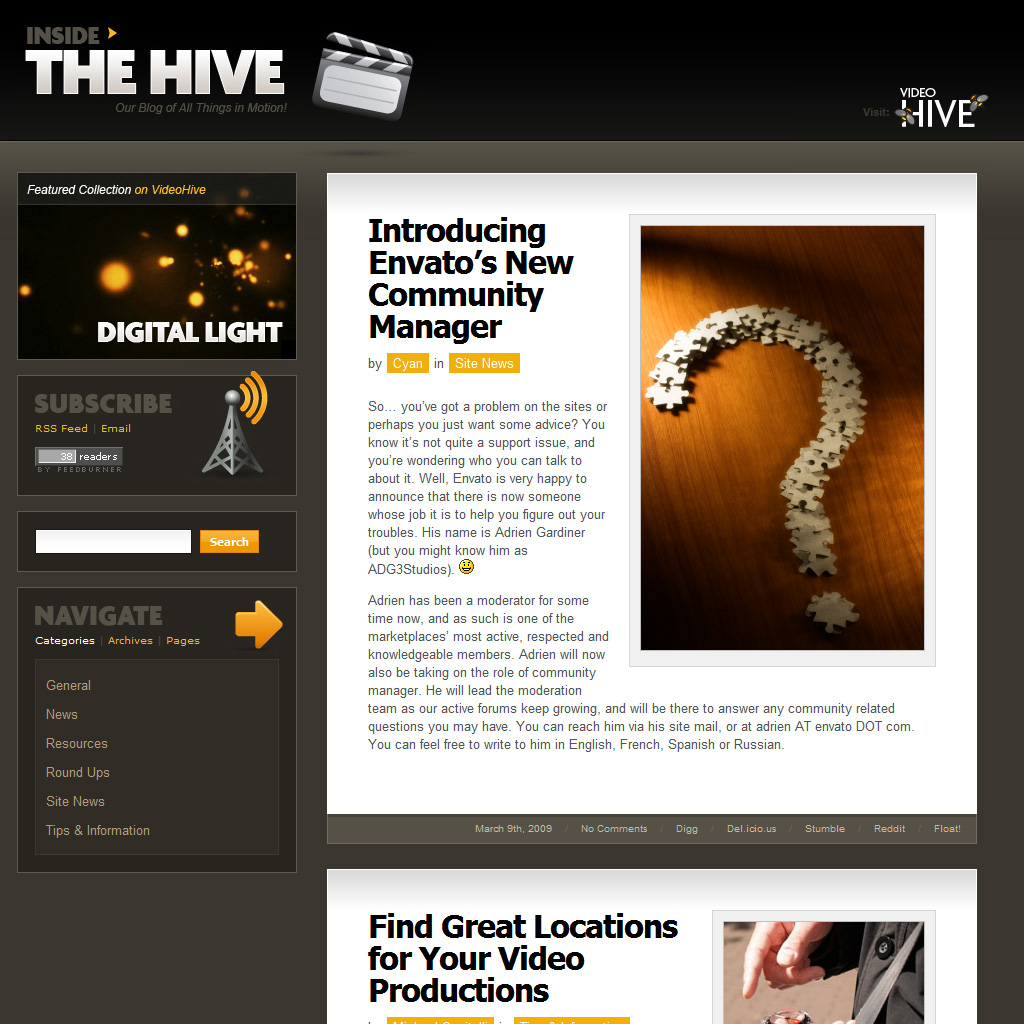 INSIDE
THE HIVE
Our Blog of All Things in Motion!
Visit:
VIDEO
HIVE
Featured Collection on VideoHive
DIGITAL LIGHT
SUBSCRIBE
RSS Feed | Email
38 readers
BY FEEDBURNER
Search
NAVIGATE
Categories | Archives | Pages
General
News
Resources
Round Ups
Site News
Tips & Information
Introducing
Envato’s New
Community
Manager
by Cyan in Site News
So… you’ve got a problem on the sites or
perhaps you just want some advice? You
know it’s not quite a support issue, and
you’re wondering who you can talk to
about it. Well, Envato is very happy to
announce that there is now someone
whose job it is to help you figure out your
troubles. His name is Adrien Gardiner
(but you might know him as
ADG3Studios).
Adrien has been a moderator for some
time now, and as such is one of the
marketplaces’ most active, respected and
knowledgeable members. Adrien will now
also be taking on the role of community
manager. He will lead the moderation
team as our active forums keep growing, and will be there to answer any community related
questions you may have. You can reach him via his site mail, or at adrien AT envato DOT com.
You can feel free to write to him in English, French, Spanish or Russian.
March 9th, 2009 / No Comments / Digg / Del.icio.us / Stumble / Reddit / Float!
Find Great Locations
for Your Video
Productions